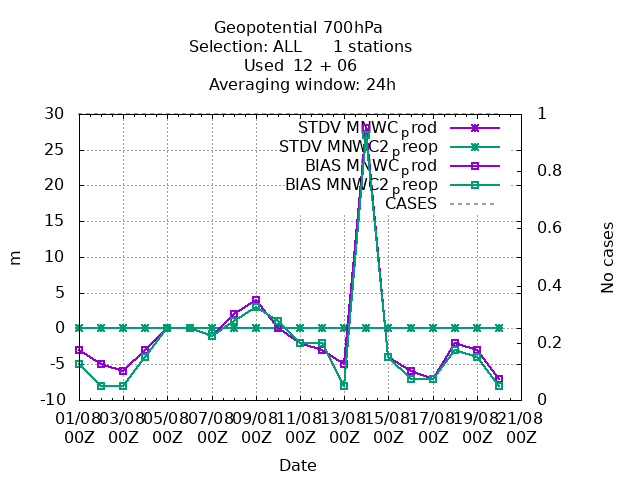 Geopotential 700hPa
Selection: ALL 1 stations
Used 12 + 06
Averaging window: 24h
30
25
20
15
10
5
0
-5
-10
m
1
0.8
0.6
0.4
0.2
0
No cases
STDV MNWC_prod
STDV MNWC2_preop
BIAS MNWC_prod
BIAS MNWC2_preop
CASES
01/08 03/08 05/08 07/08 09/08 11/08 13/08 15/08 17/08 19/08 21/08
00Z 00Z 00Z 00Z 00Z 00Z 00Z 00Z 00Z 00Z 00Z
Date